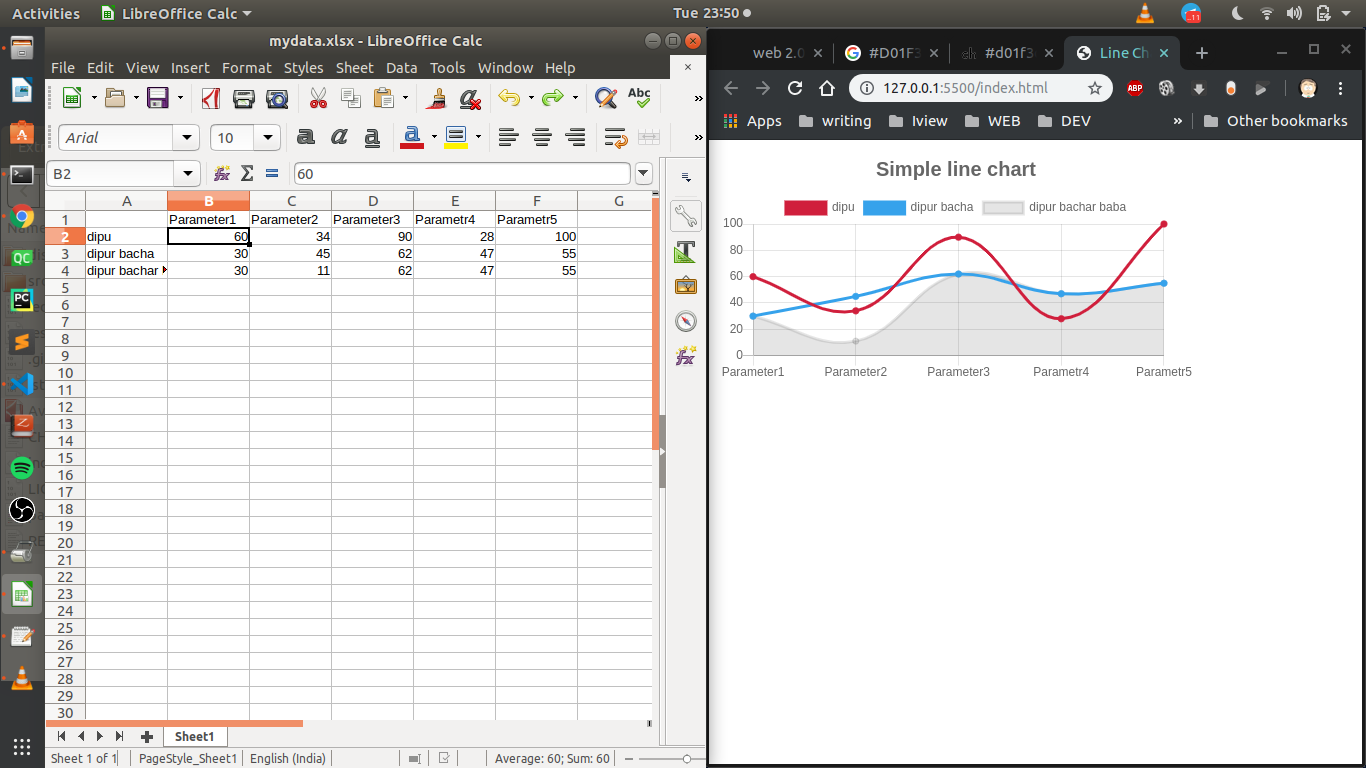 Activities LibreOffice Calc Tue 23:50
11
mydata.xlsx - LibreOffice Calc
File Edit View Insert Format Styles Sheet Data Tools Window Help
Abc
Arial 10
B2 60
A B C D E F G
1 Parameter1 Parameter2 Parameter3 Parametr4 Parametr5
2 dipu 60 34 90 28 100
3 dipur bacha 30 45 62 47 55
4 dipur bachar 30 11 62 47 55
5
6
7
8
9
10
11
12
13
14
15
16
17
18
19
20
21
22
23
24
25
26
27
28
29
30
Sheet1
Sheet 1 of 1 PageStyle_Sheet1 English (India) Average: 60; Sum: 60
QC
PC
web 2.0 #D01F3 #d01f3 Line Ch
127.0.0.1:5500/index.html
ABP
Apps writing Iview WEB DEV » Other bookmarks
Simple line chart
dipu dipur bacha dipur bachar baba
100
80
60
40
20
0
Parameter1 Parameter2 Parameter3 Parametr4 Parametr5